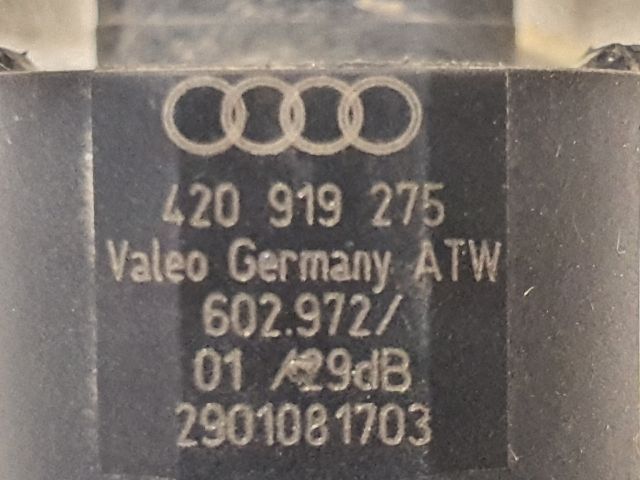 420 919 275
Valeo Germany ATW
602.972/
01 29dB
2901081703